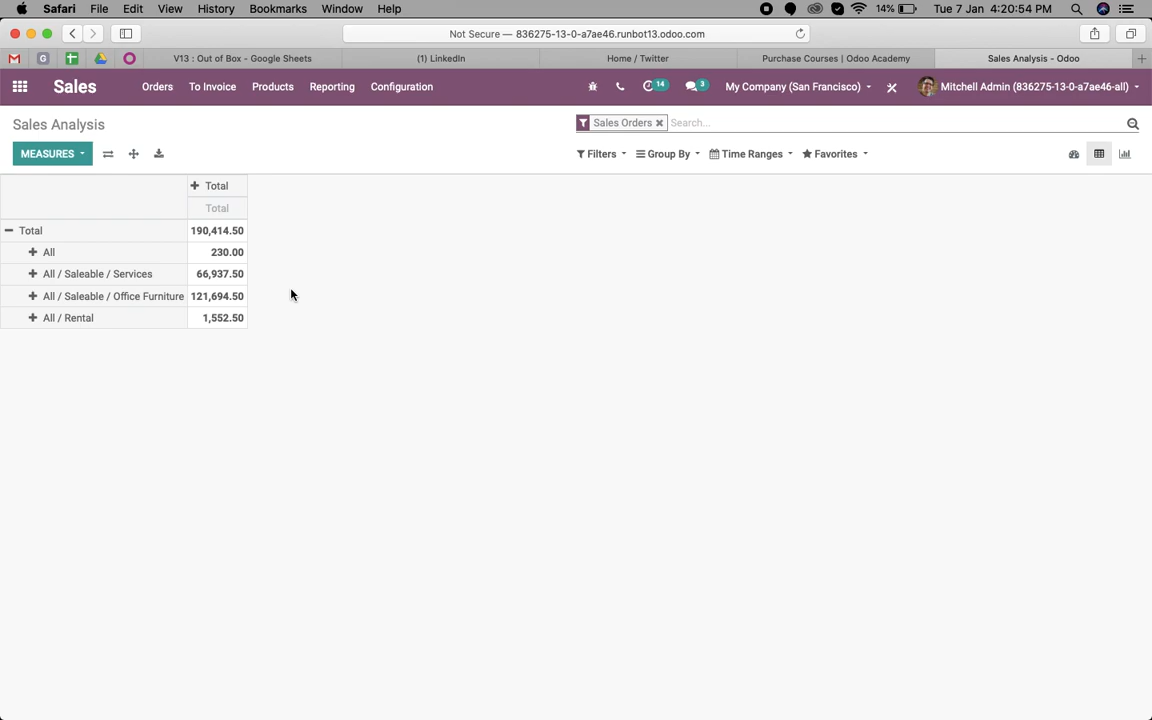 Safari File Edit View History Bookmarks Window Help 14% Tue 7 Jan 4:20:54 PM
Not Secure — 836275-13-0-a7ae46.runbot13.odoo.com
V13 : Out of Box - Google Sheets (1) LinkedIn Home / Twitter Purchase Courses | Odoo Academy Sales Analysis - Odoo
Sales Orders To Invoice Products Reporting Configuration 14 3 My Company (San Francisco) Mitchell Admin (836275-13-0-a7ae46-all)
Sales Analysis Sales Orders Search...
MEASURES Filters Group By Time Ranges Favorites
Total
Total
Total 190,414.50
All 230.00
All / Saleable / Services 66,937.50
All / Saleable / Office Furniture 121,694.50
All / Rental 1,552.50